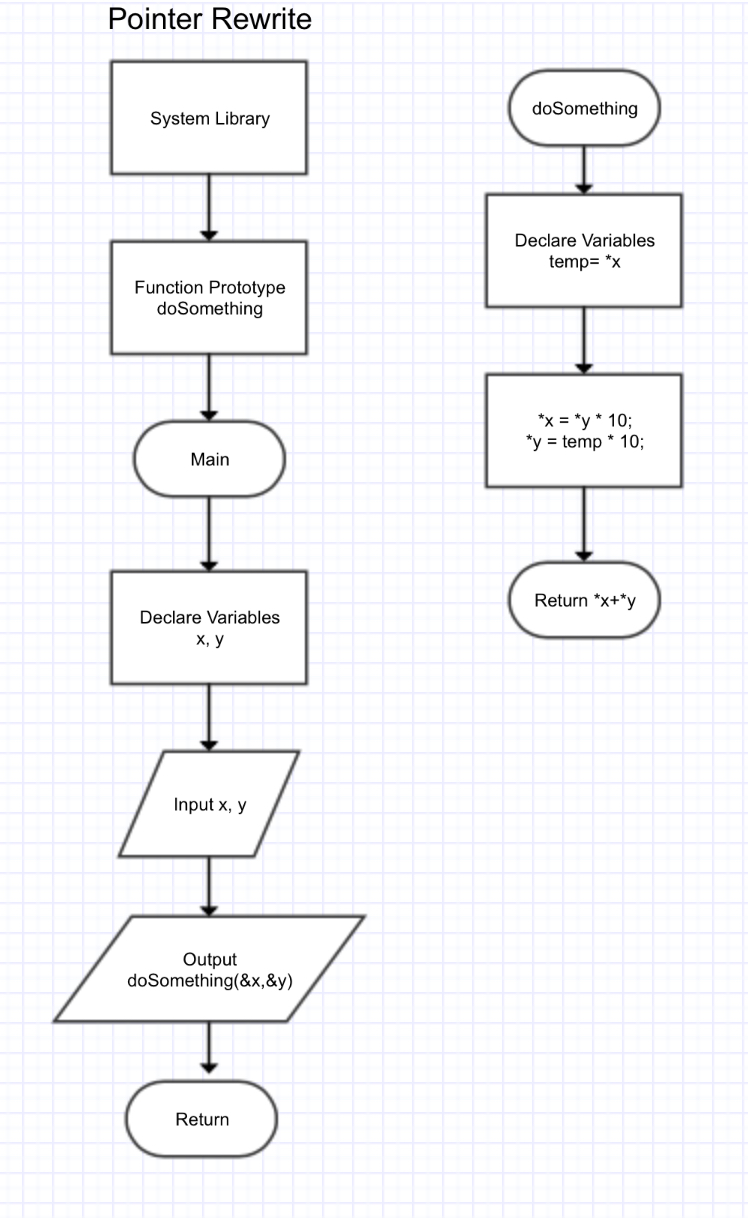 Pointer Rewrite
System Library
Function Prototype
doSomething
Main
Declare Variables
x, y
Input x, y
Output
doSomething(&x,&y)
Return
doSomething
Declare Variables
temp= *x
*x = *y * 10;
*y = temp * 10;
Return *x+*y